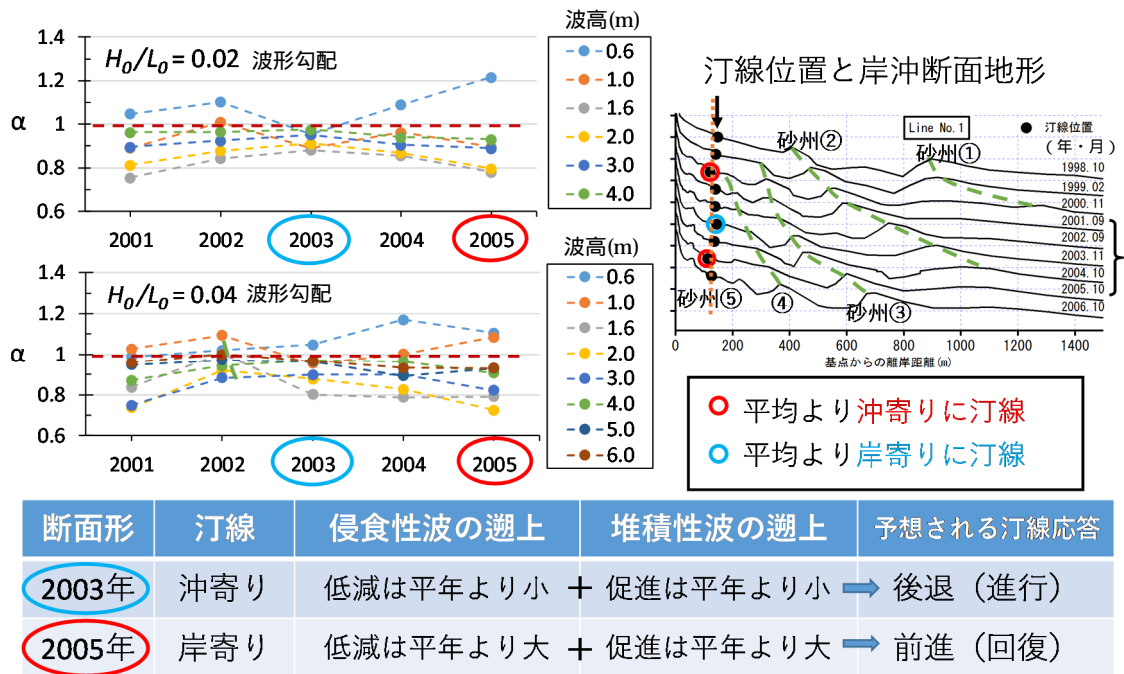 1.4
1.2
1
0.8
0.6
α
H₀/L₀ = 0.02 波形勾配
2001 2002 2003 2004 2005
波高(m)
0.6
1.0
1.6
2.0
3.0
4.0
1.4
1.2
1
0.8
0.6
α
H₀/L₀ = 0.04 波形勾配
2001 2002 2003 2004 2005
波高(m)
0.6
1.0
1.6
2.0
3.0
4.0
5.0
6.0
汀線位置と岸沖断面地形
Line No.1
汀線位置
(年・月)
砂州②
砂州①
1998.10
1999.02
2000.11
2001.09
2002.09
2003.11
2004.10
2005.10
2006.10
砂州⑤
④
砂州③
0 200 400 600 800 1000 1200 1400
基点からの離岸距離(m)
平均より沖寄りに汀線
平均より岸寄りに汀線
断面形 汀線 侵食性波の遡上 堆積性波の遡上 予想される汀線応答
2003年 沖寄り 低減は平年より小 + 促進は平年より小 後退（進行）
2005年 岸寄り 低減は平年より大 + 促進は平年より大 前進（回復）